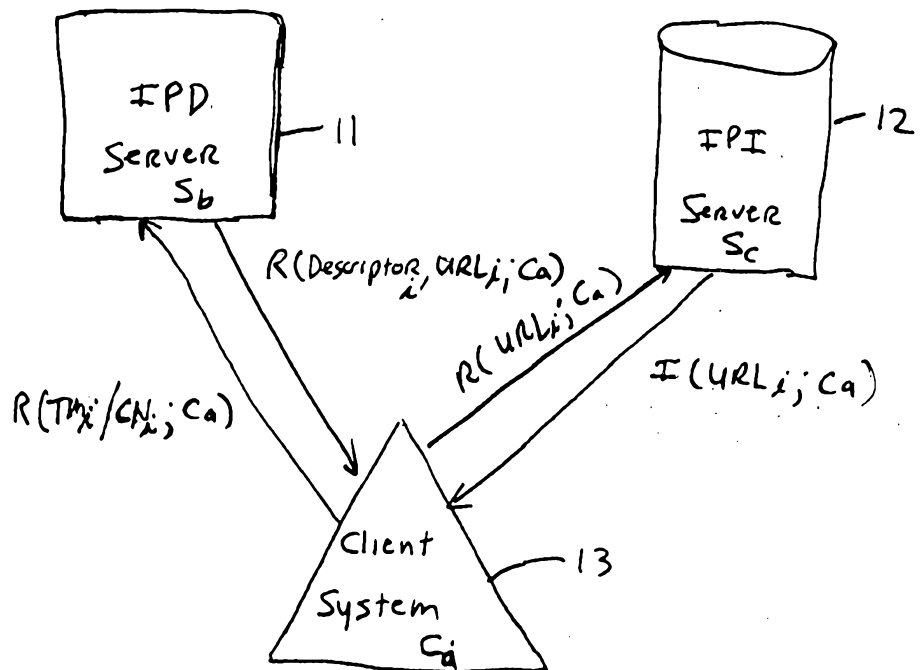 IPD
Server
Sb
11
IPI
Server
Sc
12
R(Descriptor i, URL i; Ca)
R(URL i; Ca)
I(URL i; Ca)
R(TM i/CN i; Ca)
Client
System
Ca
13